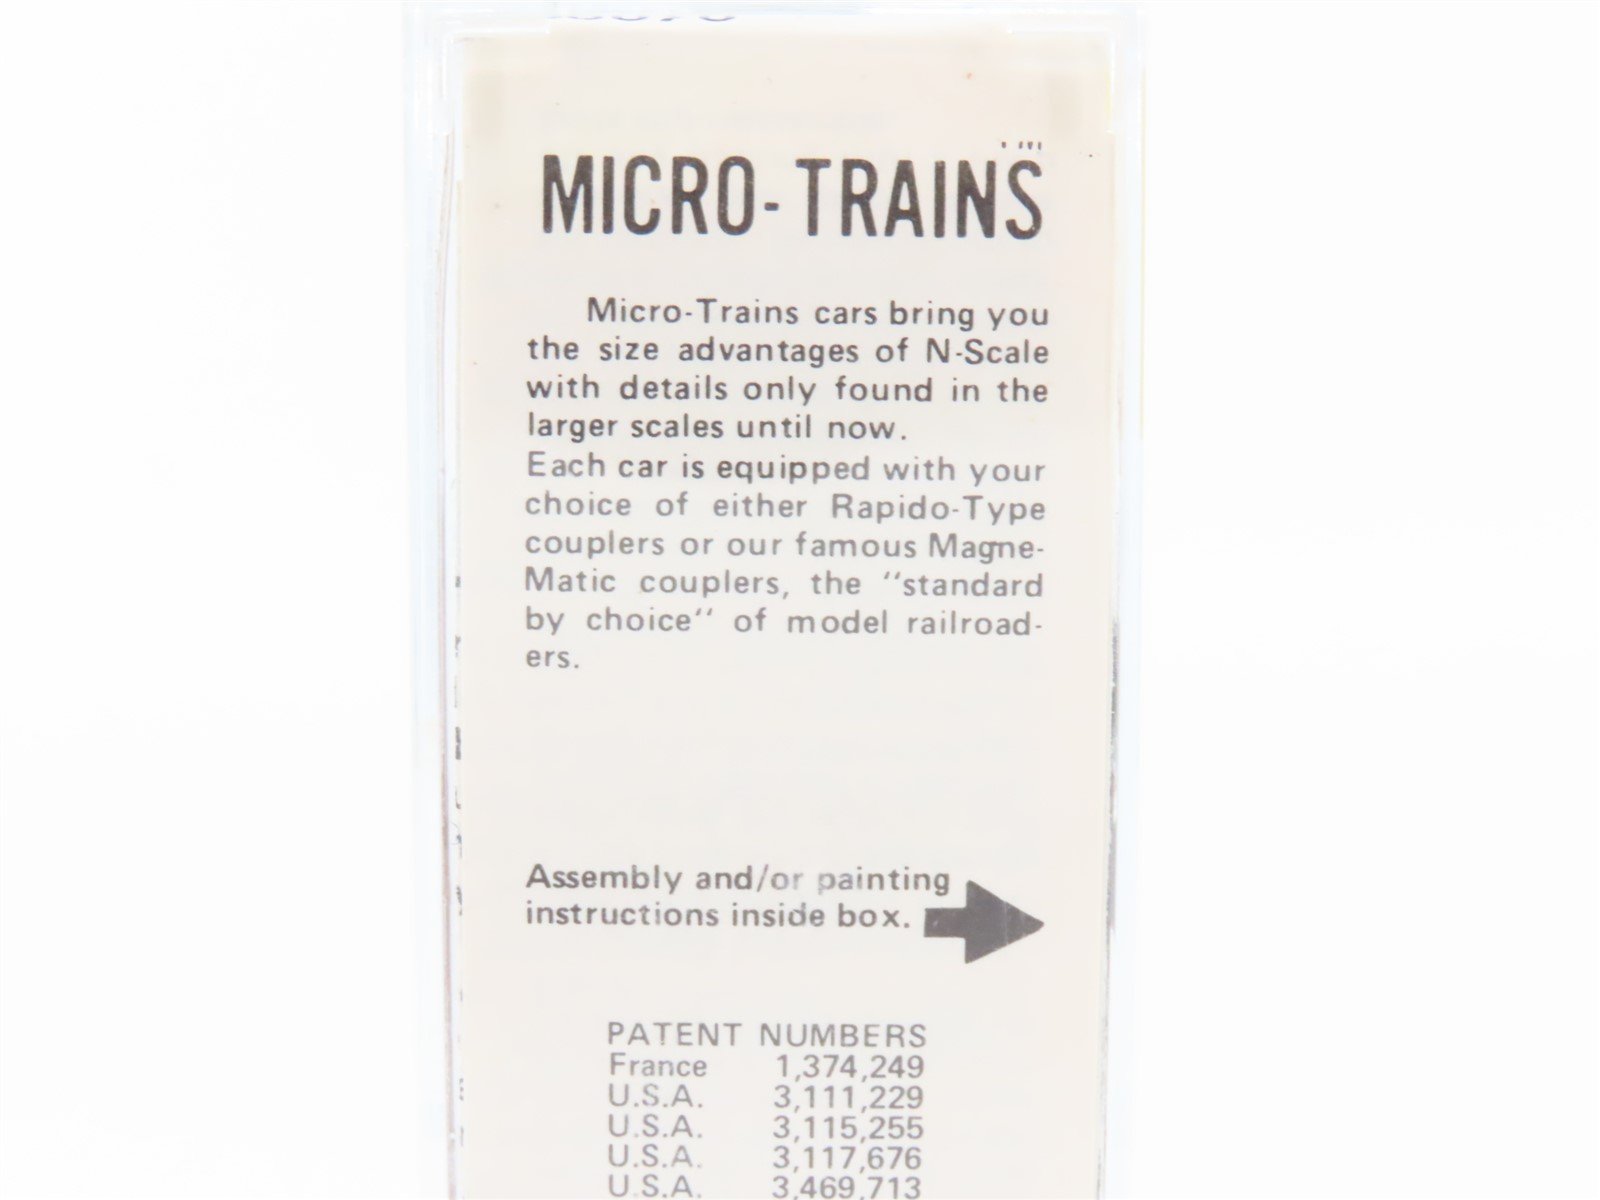 MICRO-TRAINS
Micro-Trains cars bring you
the size advantages of N-Scale
with details only found in the
larger scales until now.
Each car is equipped with your
choice of either Rapido-Type
couplers or our famous Magne-
Matic couplers, the "standard
by choice" of model railroad-
ers.
Assembly and/or painting
instructions inside box.
PATENT NUMBERS
France 1,374,249
U.S.A. 3,111,229
U.S.A. 3,115,255
U.S.A. 3,117,676
U.S.A. 3,469,713